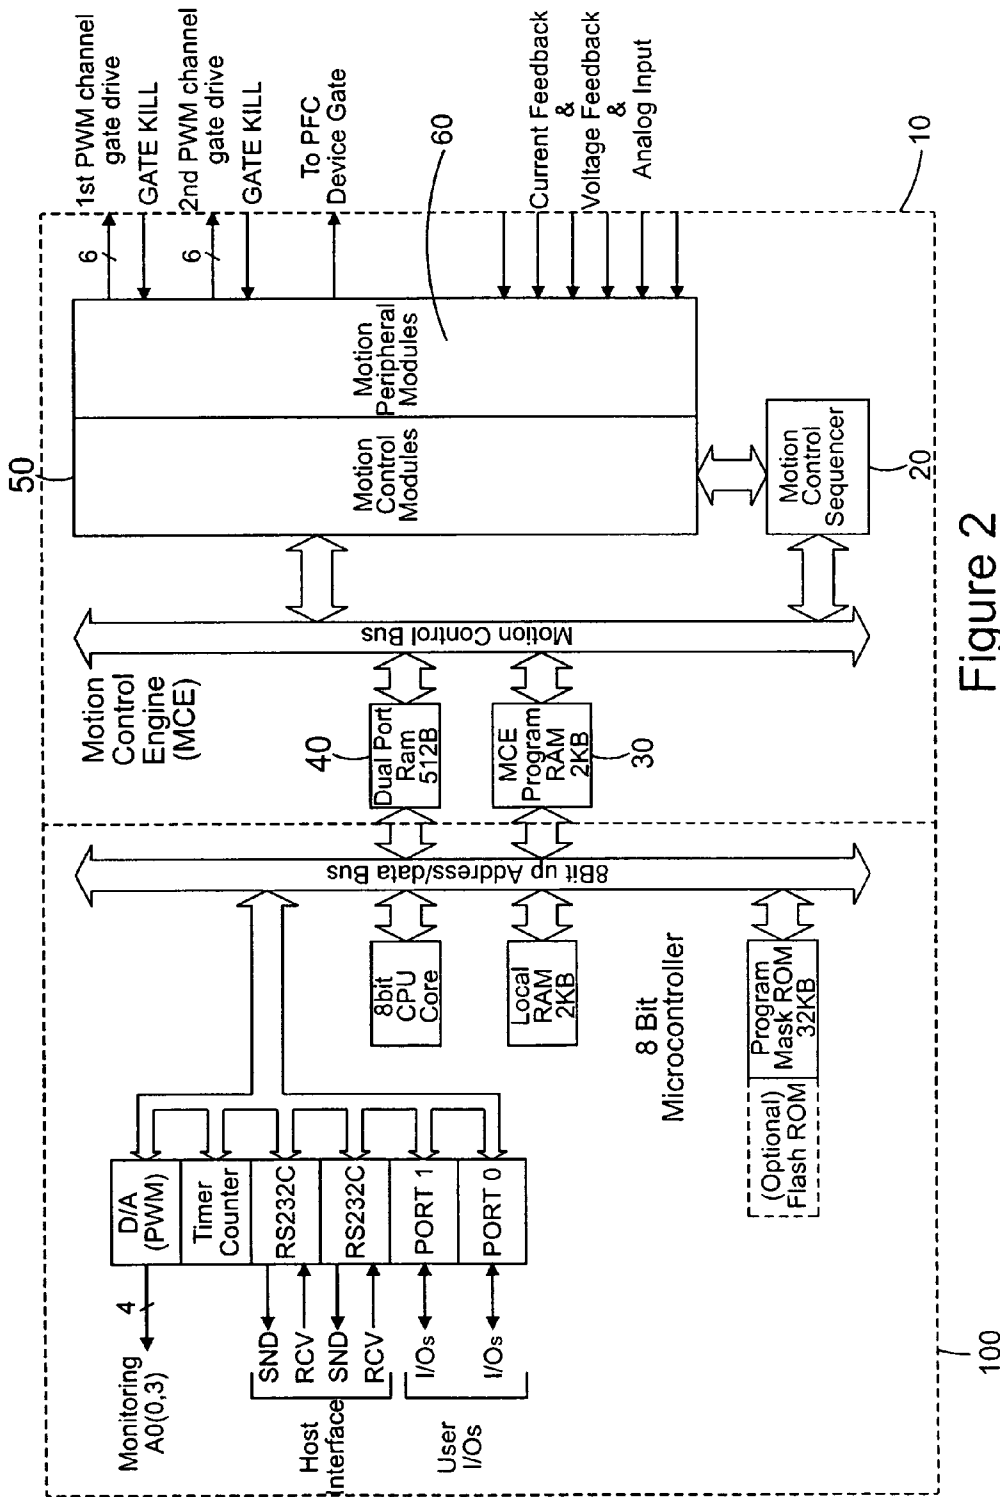 Monitoring
A0(0,3)
4
Host
Interface
SND
RCV
SND
RCV
User
I/Os
I/Os
I/Os
D/A
(PWM)
Timer
Counter
RS232C
RS232C
PORT 1
PORT 0
8bit
CPU
Core
Local
RAM
2KB
8 Bit
Microcontroller
(Optional)
Flash ROM
Program
Mask ROM
32KB
100
8Bit up Address/data Bus
Motion
Control
Engine
(MCE)
40
Dual Port
Ram
512B
MCE
Program
RAM
2KB
30
Motion Control Bus
50
Motion
Control
Modules
Motion
Peripheral
Modules
60
Motion
Control
Sequencer
20
10
6
1st PWM channel
gate drive
GATE KILL
6
2nd PWM channel
gate drive
GATE KILL
To PFC
Device Gate
Current Feedback
&
Voltage Feedback
&
Analog Input
Figure 2